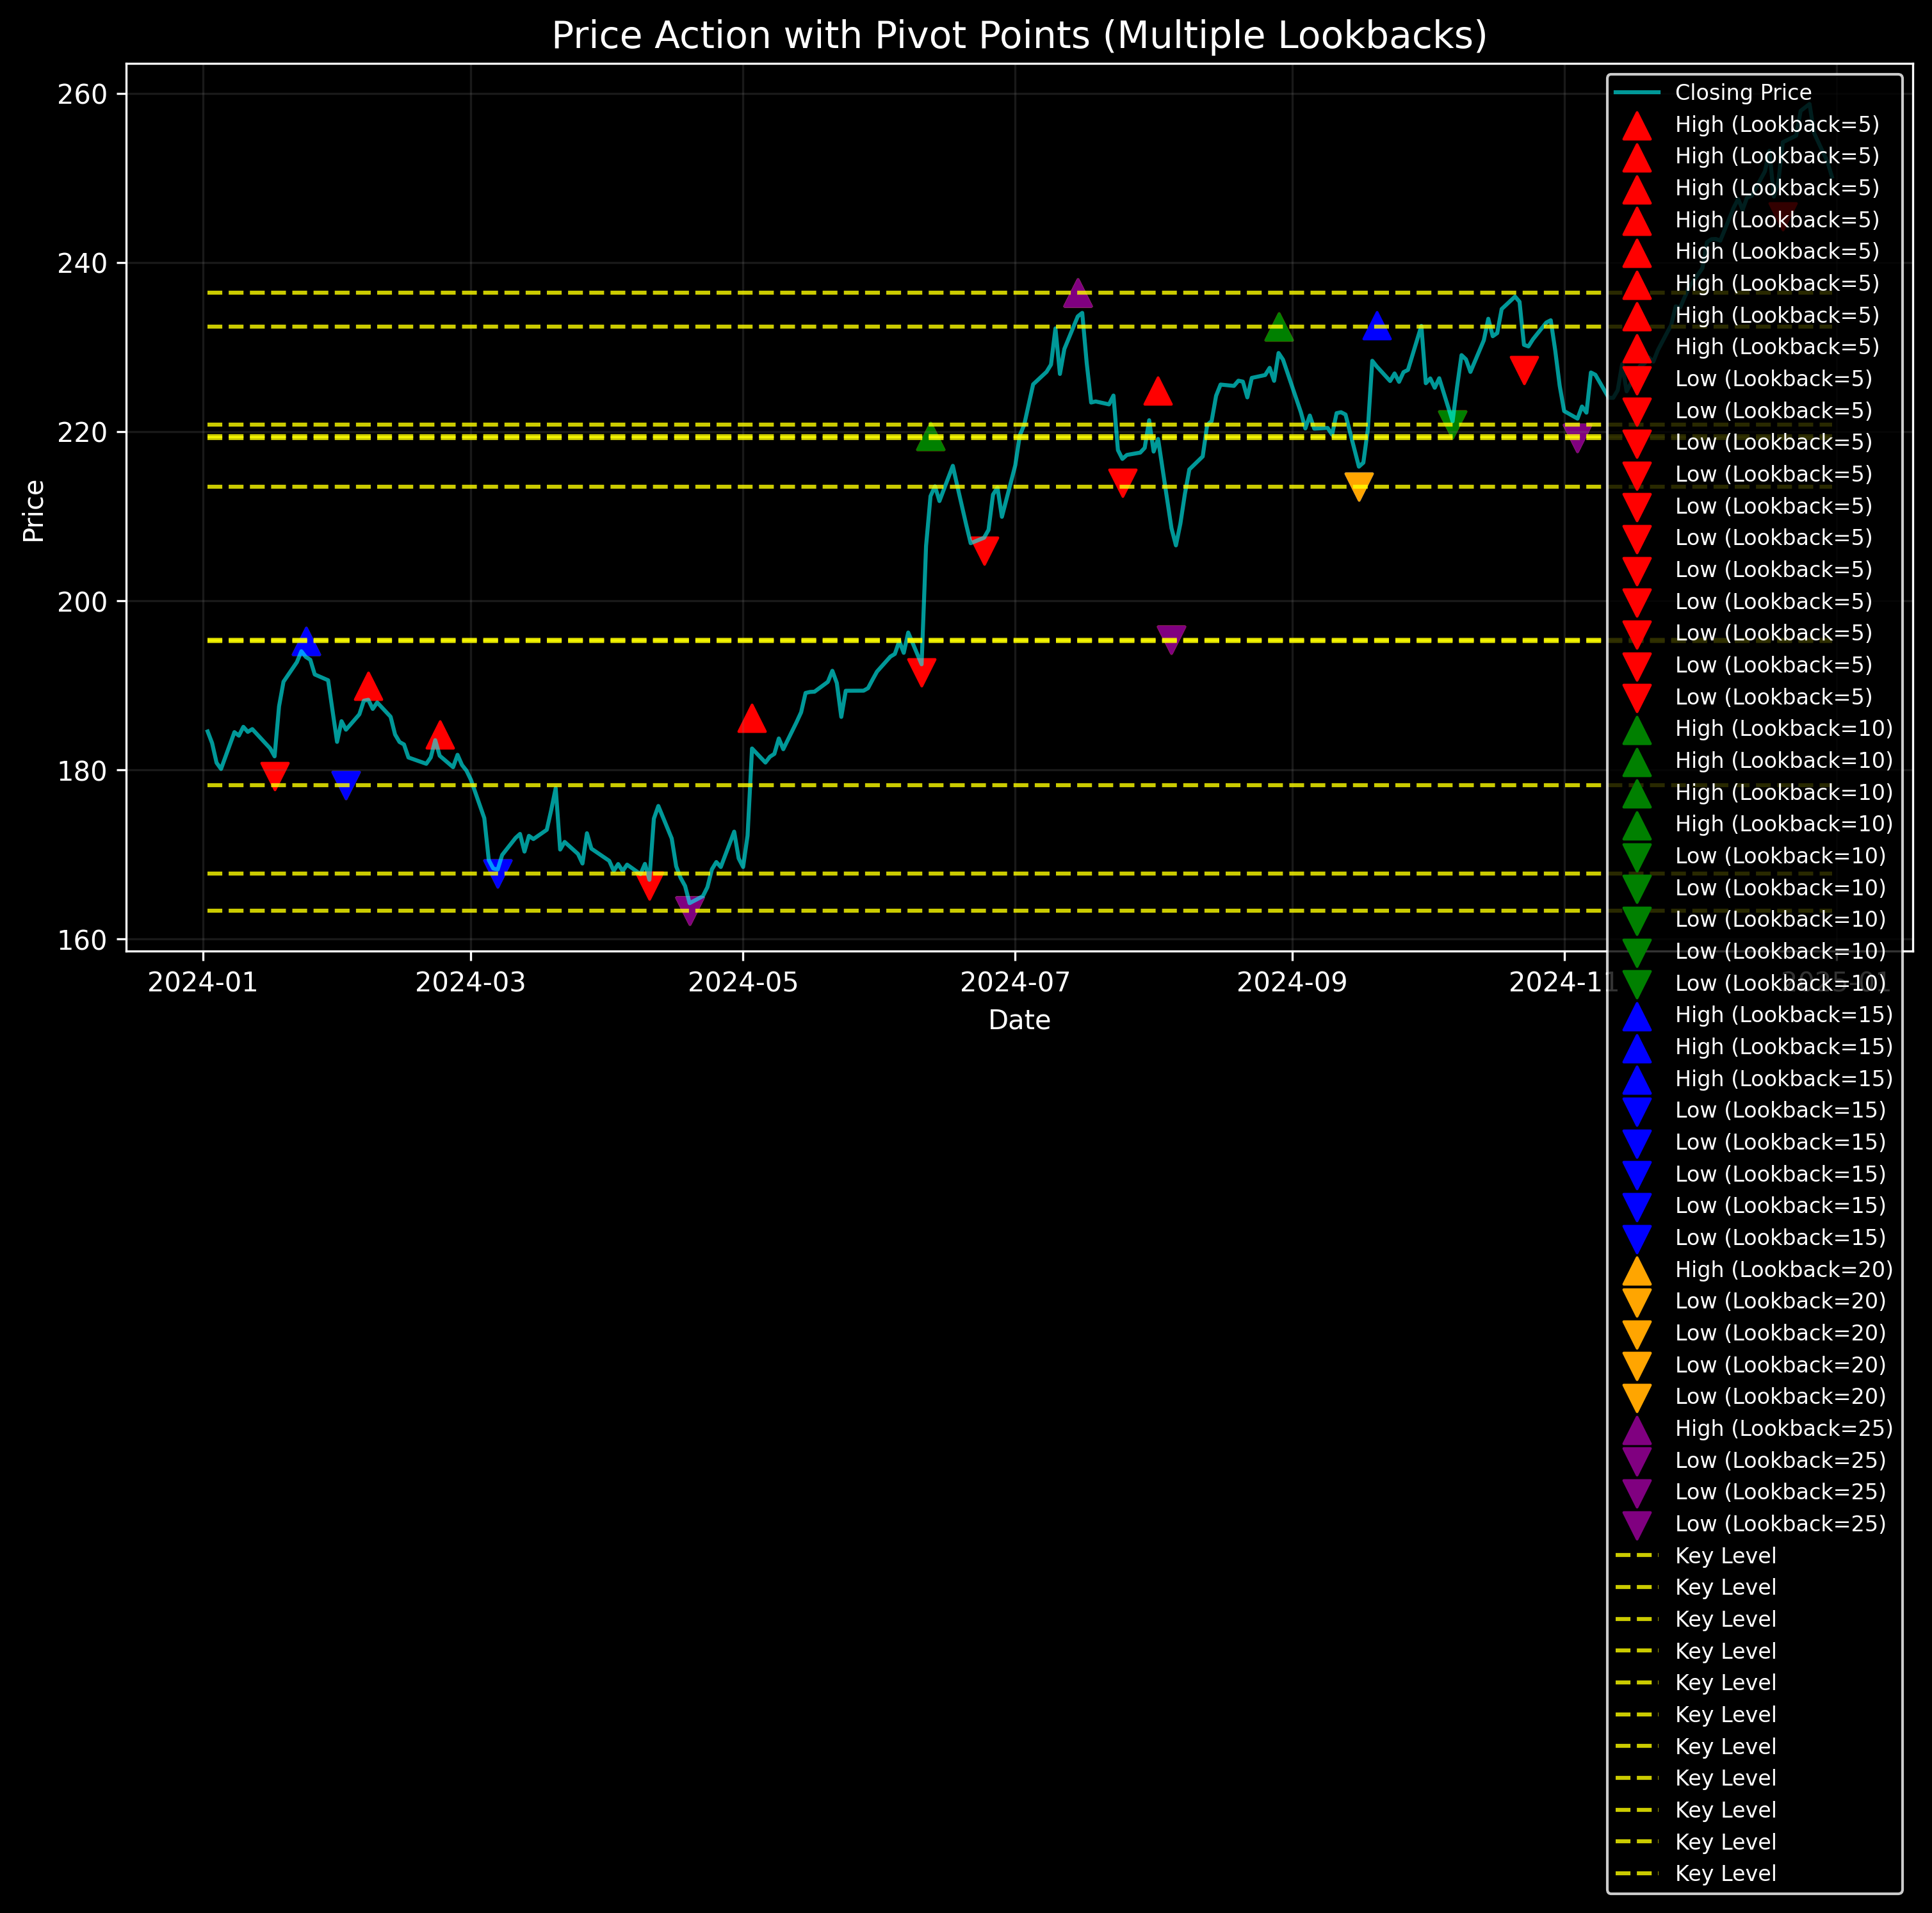 Price Action with Pivot Points (Multiple Lookbacks)
Price
260
240
220
200
180
160
2024-01
2024-03
2024-05
2024-07
2024-09
2024-11
2025-01
Date
Closing Price
High (Lookback=5)
High (Lookback=5)
High (Lookback=5)
High (Lookback=5)
High (Lookback=5)
High (Lookback=5)
High (Lookback=5)
High (Lookback=5)
Low (Lookback=5)
Low (Lookback=5)
Low (Lookback=5)
Low (Lookback=5)
Low (Lookback=5)
Low (Lookback=5)
Low (Lookback=5)
Low (Lookback=5)
Low (Lookback=5)
Low (Lookback=5)
Low (Lookback=5)
High (Lookback=10)
High (Lookback=10)
High (Lookback=10)
High (Lookback=10)
Low (Lookback=10)
Low (Lookback=10)
Low (Lookback=10)
Low (Lookback=10)
Low (Lookback=10)
High (Lookback=15)
High (Lookback=15)
High (Lookback=15)
Low (Lookback=15)
Low (Lookback=15)
Low (Lookback=15)
Low (Lookback=15)
Low (Lookback=15)
High (Lookback=20)
Low (Lookback=20)
Low (Lookback=20)
Low (Lookback=20)
Low (Lookback=20)
High (Lookback=25)
Low (Lookback=25)
Low (Lookback=25)
Low (Lookback=25)
Key Level
Key Level
Key Level
Key Level
Key Level
Key Level
Key Level
Key Level
Key Level
Key Level
Key Level